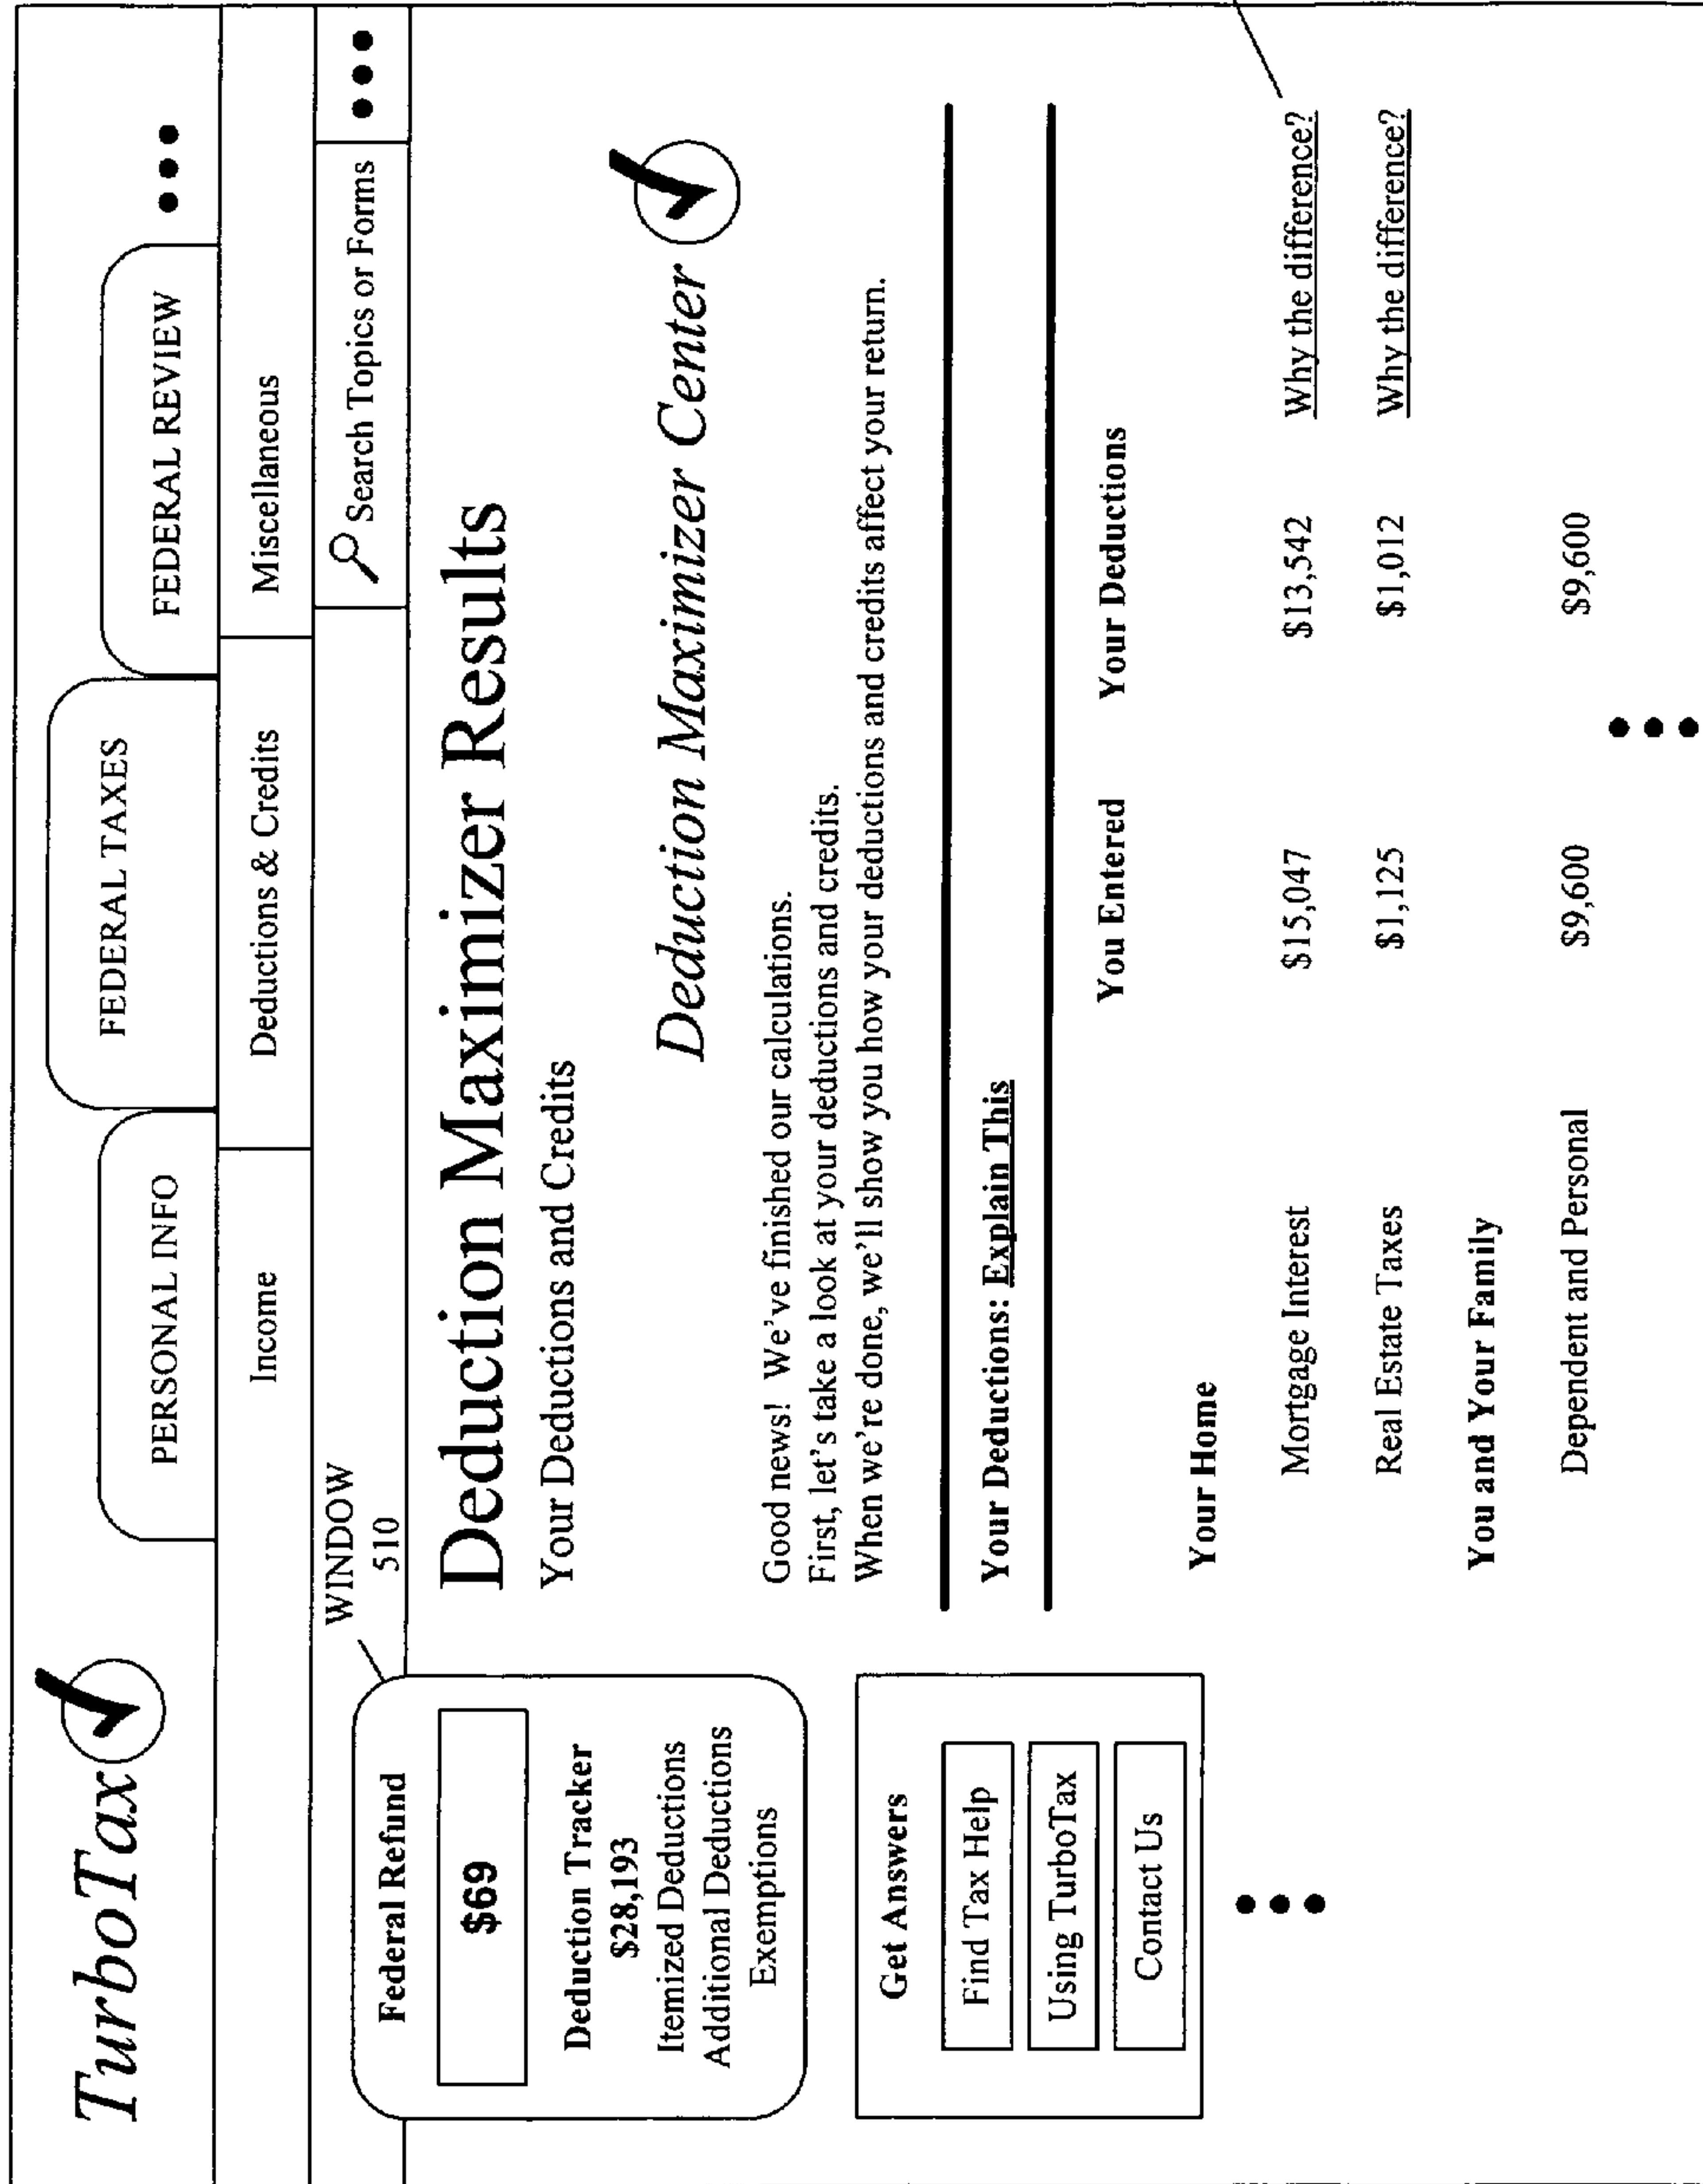 TurboTax
PERSONAL INFO
FEDERAL TAXES
FEDERAL REVIEW
Income
Deductions & Credits
Miscellaneous
WINDOW
510
Search Topics or Forms
Federal Refund
$69
Deduction Tracker
$28,193
Itemized Deductions
Additional Deductions
Exemptions
Get Answers
Find Tax Help
Using TurboTax
Contact Us
Deduction Maximizer Results
Your Deductions and Credits
Deduction Maximizer Center
Good news! We've finished our calculations.
First, let's take a look at your deductions and credits.
When we're done, we'll show you how your deductions and credits affect your return.
Your Deductions: Explain This
You Entered Your Deductions
Your Home
Mortgage Interest $15,047 $13,542 Why the difference?
Real Estate Taxes $1,125 $1,012 Why the difference?
You and Your Family
Dependent and Personal $9,600 $9,600